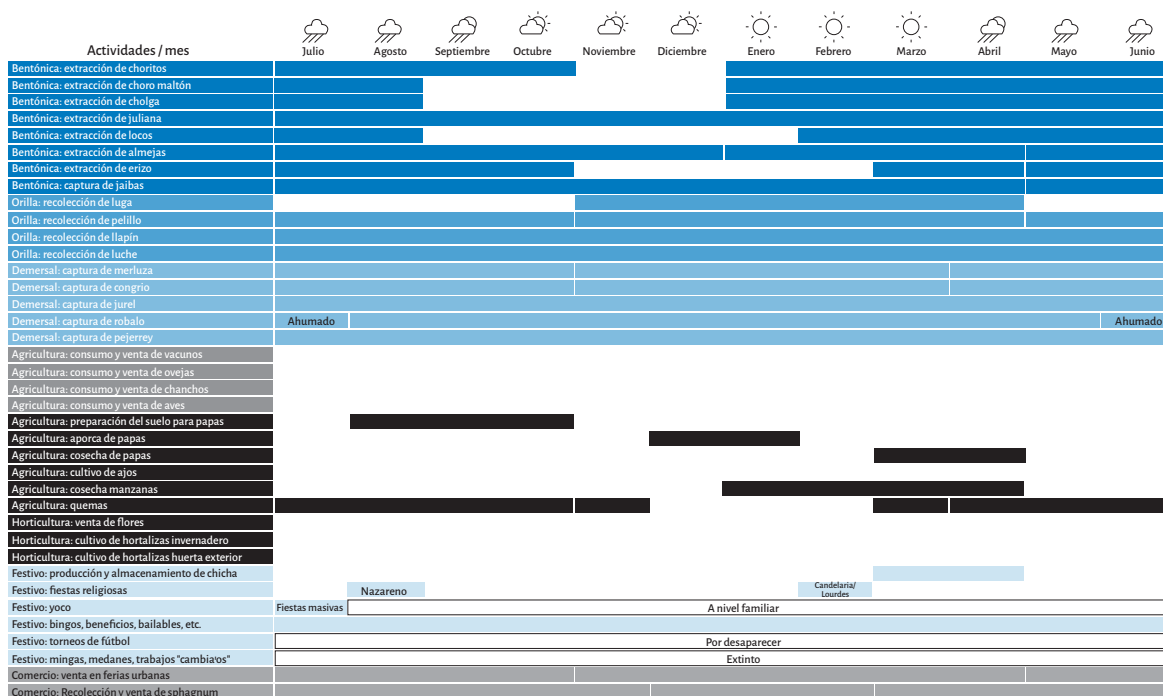 Actividades / mes
Julio
Agosto
Septiembre
Octubre
Noviembre
Diciembre
Enero
Febrero
Marzo
Abril
Mayo
Junio
Bentónica: extracción de choritos
Bentónica: extracción de choro maltón
Bentónica: extracción de cholga
Bentónica: extracción de juliana
Bentónica: extracción de locos
Bentónica: extracción de almejas
Bentónica: extracción de erizo
Bentónica: captura de jaibas
Orilla: recolección de luga
Orilla: recolección de pelillo
Orilla: recolección de llapín
Orilla: recolección de luche
Demersal: captura de merluza
Demersal: captura de congrio
Demersal: captura de jurel
Demersal: captura de robalo
Ahumado
Ahumado
Demersal: captura de pejerrey
Agricultura: consumo y venta de vacunos
Agricultura: consumo y venta de ovejas
Agricultura: consumo y venta de chanchos
Agricultura: consumo y venta de aves
Agricultura: preparación del suelo para papas
Agricultura: aporca de papas
Agricultura: cosecha de papas
Agricultura: cultivo de ajos
Agricultura: cosecha manzanas
Agricultura: quemas
Horticultura: venta de flores
Horticultura: cultivo de hortalizas invernadero
Horticultura: cultivo de hortalizas huerta exterior
Festivo: producción y almacenamiento de chicha
Festivo: fiestas religiosas
Nazareno
Candelaria/
Lourdes
Festivo: yoco
Fiestas masivas
A nivel familiar
Festivo: bingos, beneficios, bailables, etc.
Festivo: torneos de fútbol
Por desaparecer
Festivo: mingas, medanes, trabajos "cambia'os"
Extinto
Comercio: venta en ferias urbanas
Comercio: Recolección y venta de sphagnum